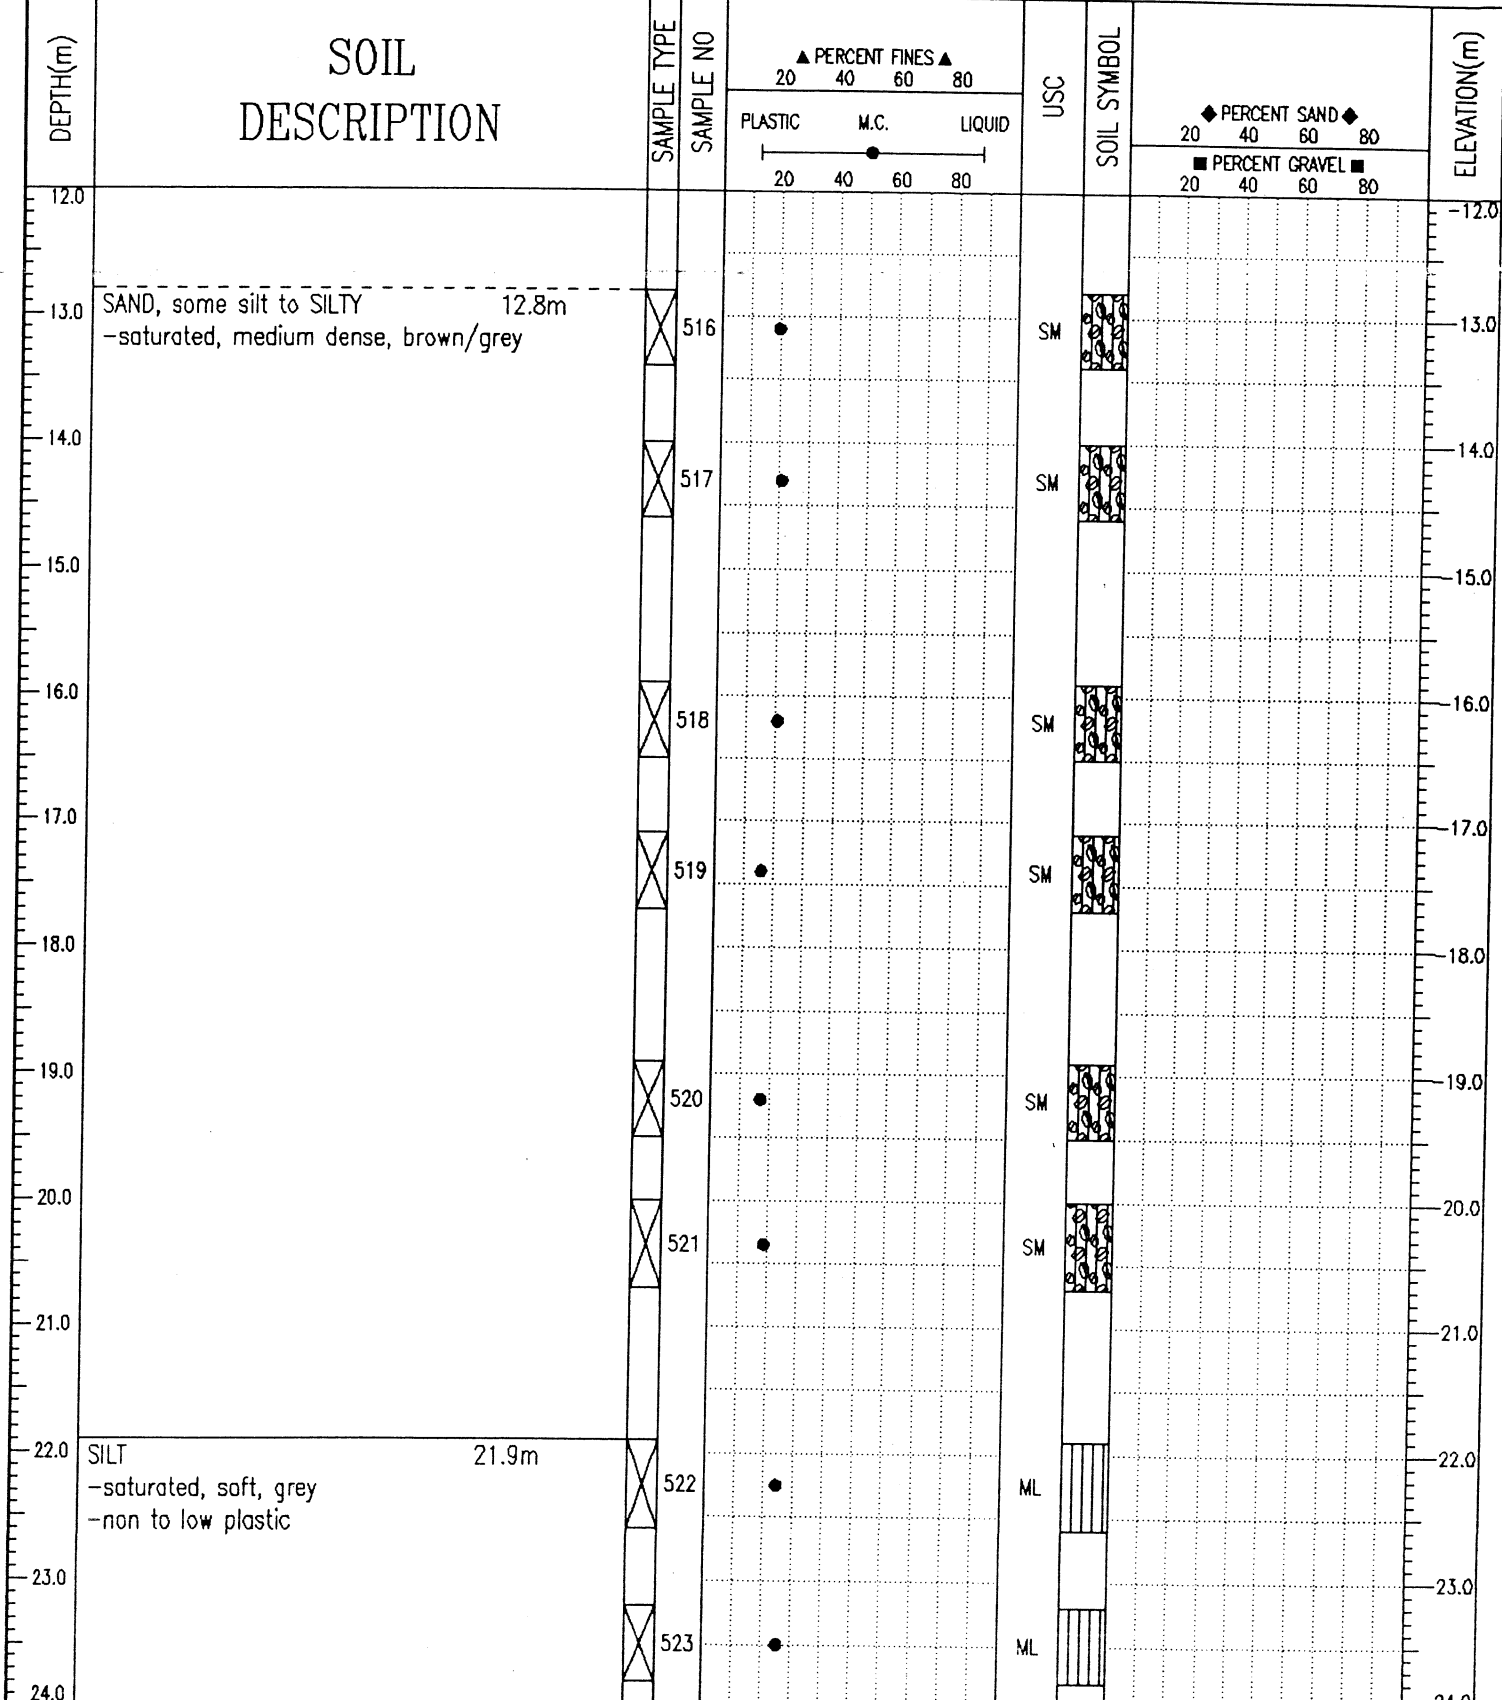 DEPTH(m)
SOIL
DESCRIPTION
SAMPLE TYPE
SAMPLE NO
▲ PERCENT FINES ▲
20 40 60 80
PLASTIC M.C. LIQUID
20 40 60 80
USC
SOIL SYMBOL
◆ PERCENT SAND ◆
20 40 60 80
■ PERCENT GRAVEL ■
20 40 60 80
ELEVATION(m)
12.0 -12.0
SAND, some silt to SILTY 12.8m
13.0 516 SM -13.0
-saturated, medium dense, brown/grey
14.0 -14.0
517 SM
15.0 -15.0
16.0 -16.0
518 SM
17.0 -17.0
519 SM
18.0 -18.0
19.0 -19.0
520 SM
20.0 -20.0
521 SM
21.0 -21.0
22.0 SILT 21.9m -22.0
-saturated, soft, grey 522 ML
-non to low plastic
23.0 -23.0
523 ML
24.0